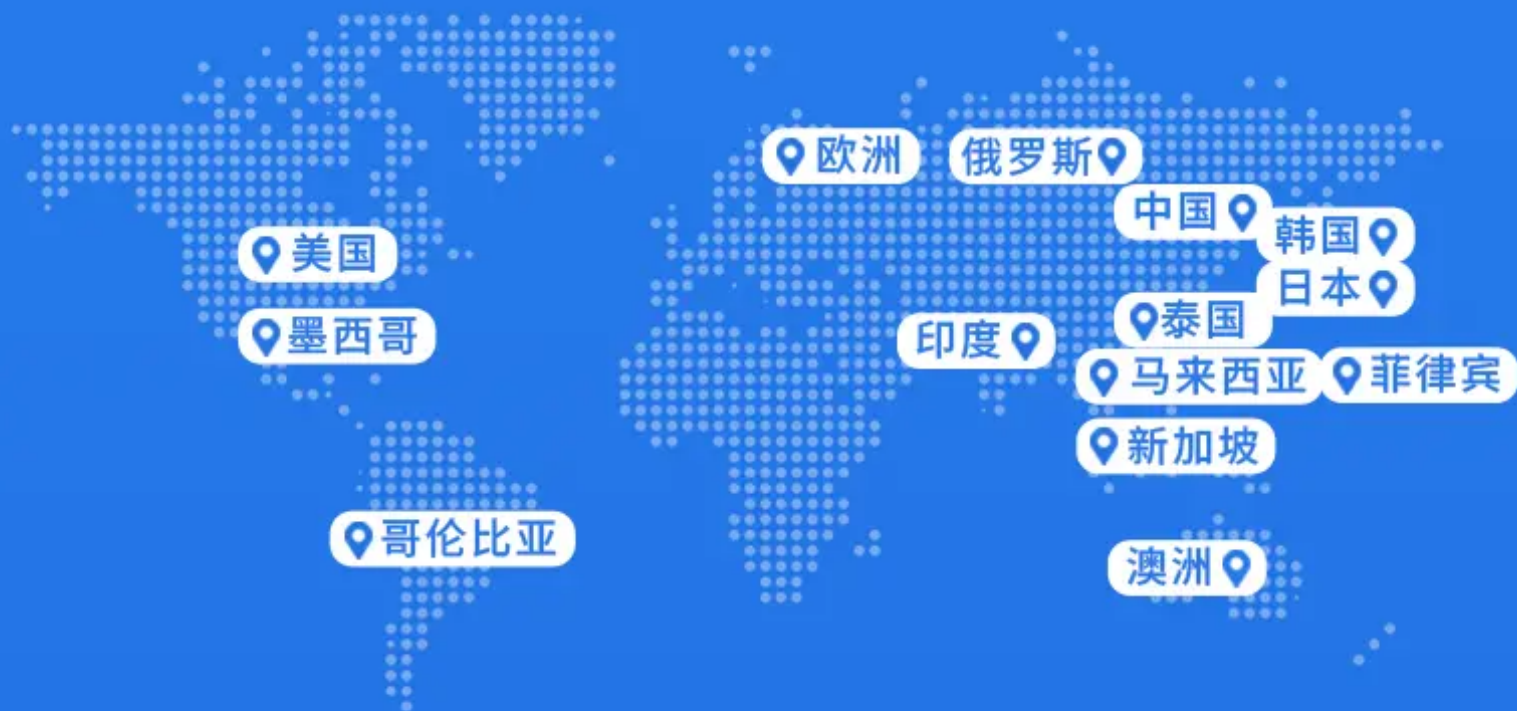 欧洲
俄罗斯
中国
韩国
美国
日本
泰国
墨西哥
印度
马来西亚
菲律宾
新加坡
哥伦比亚
澳洲